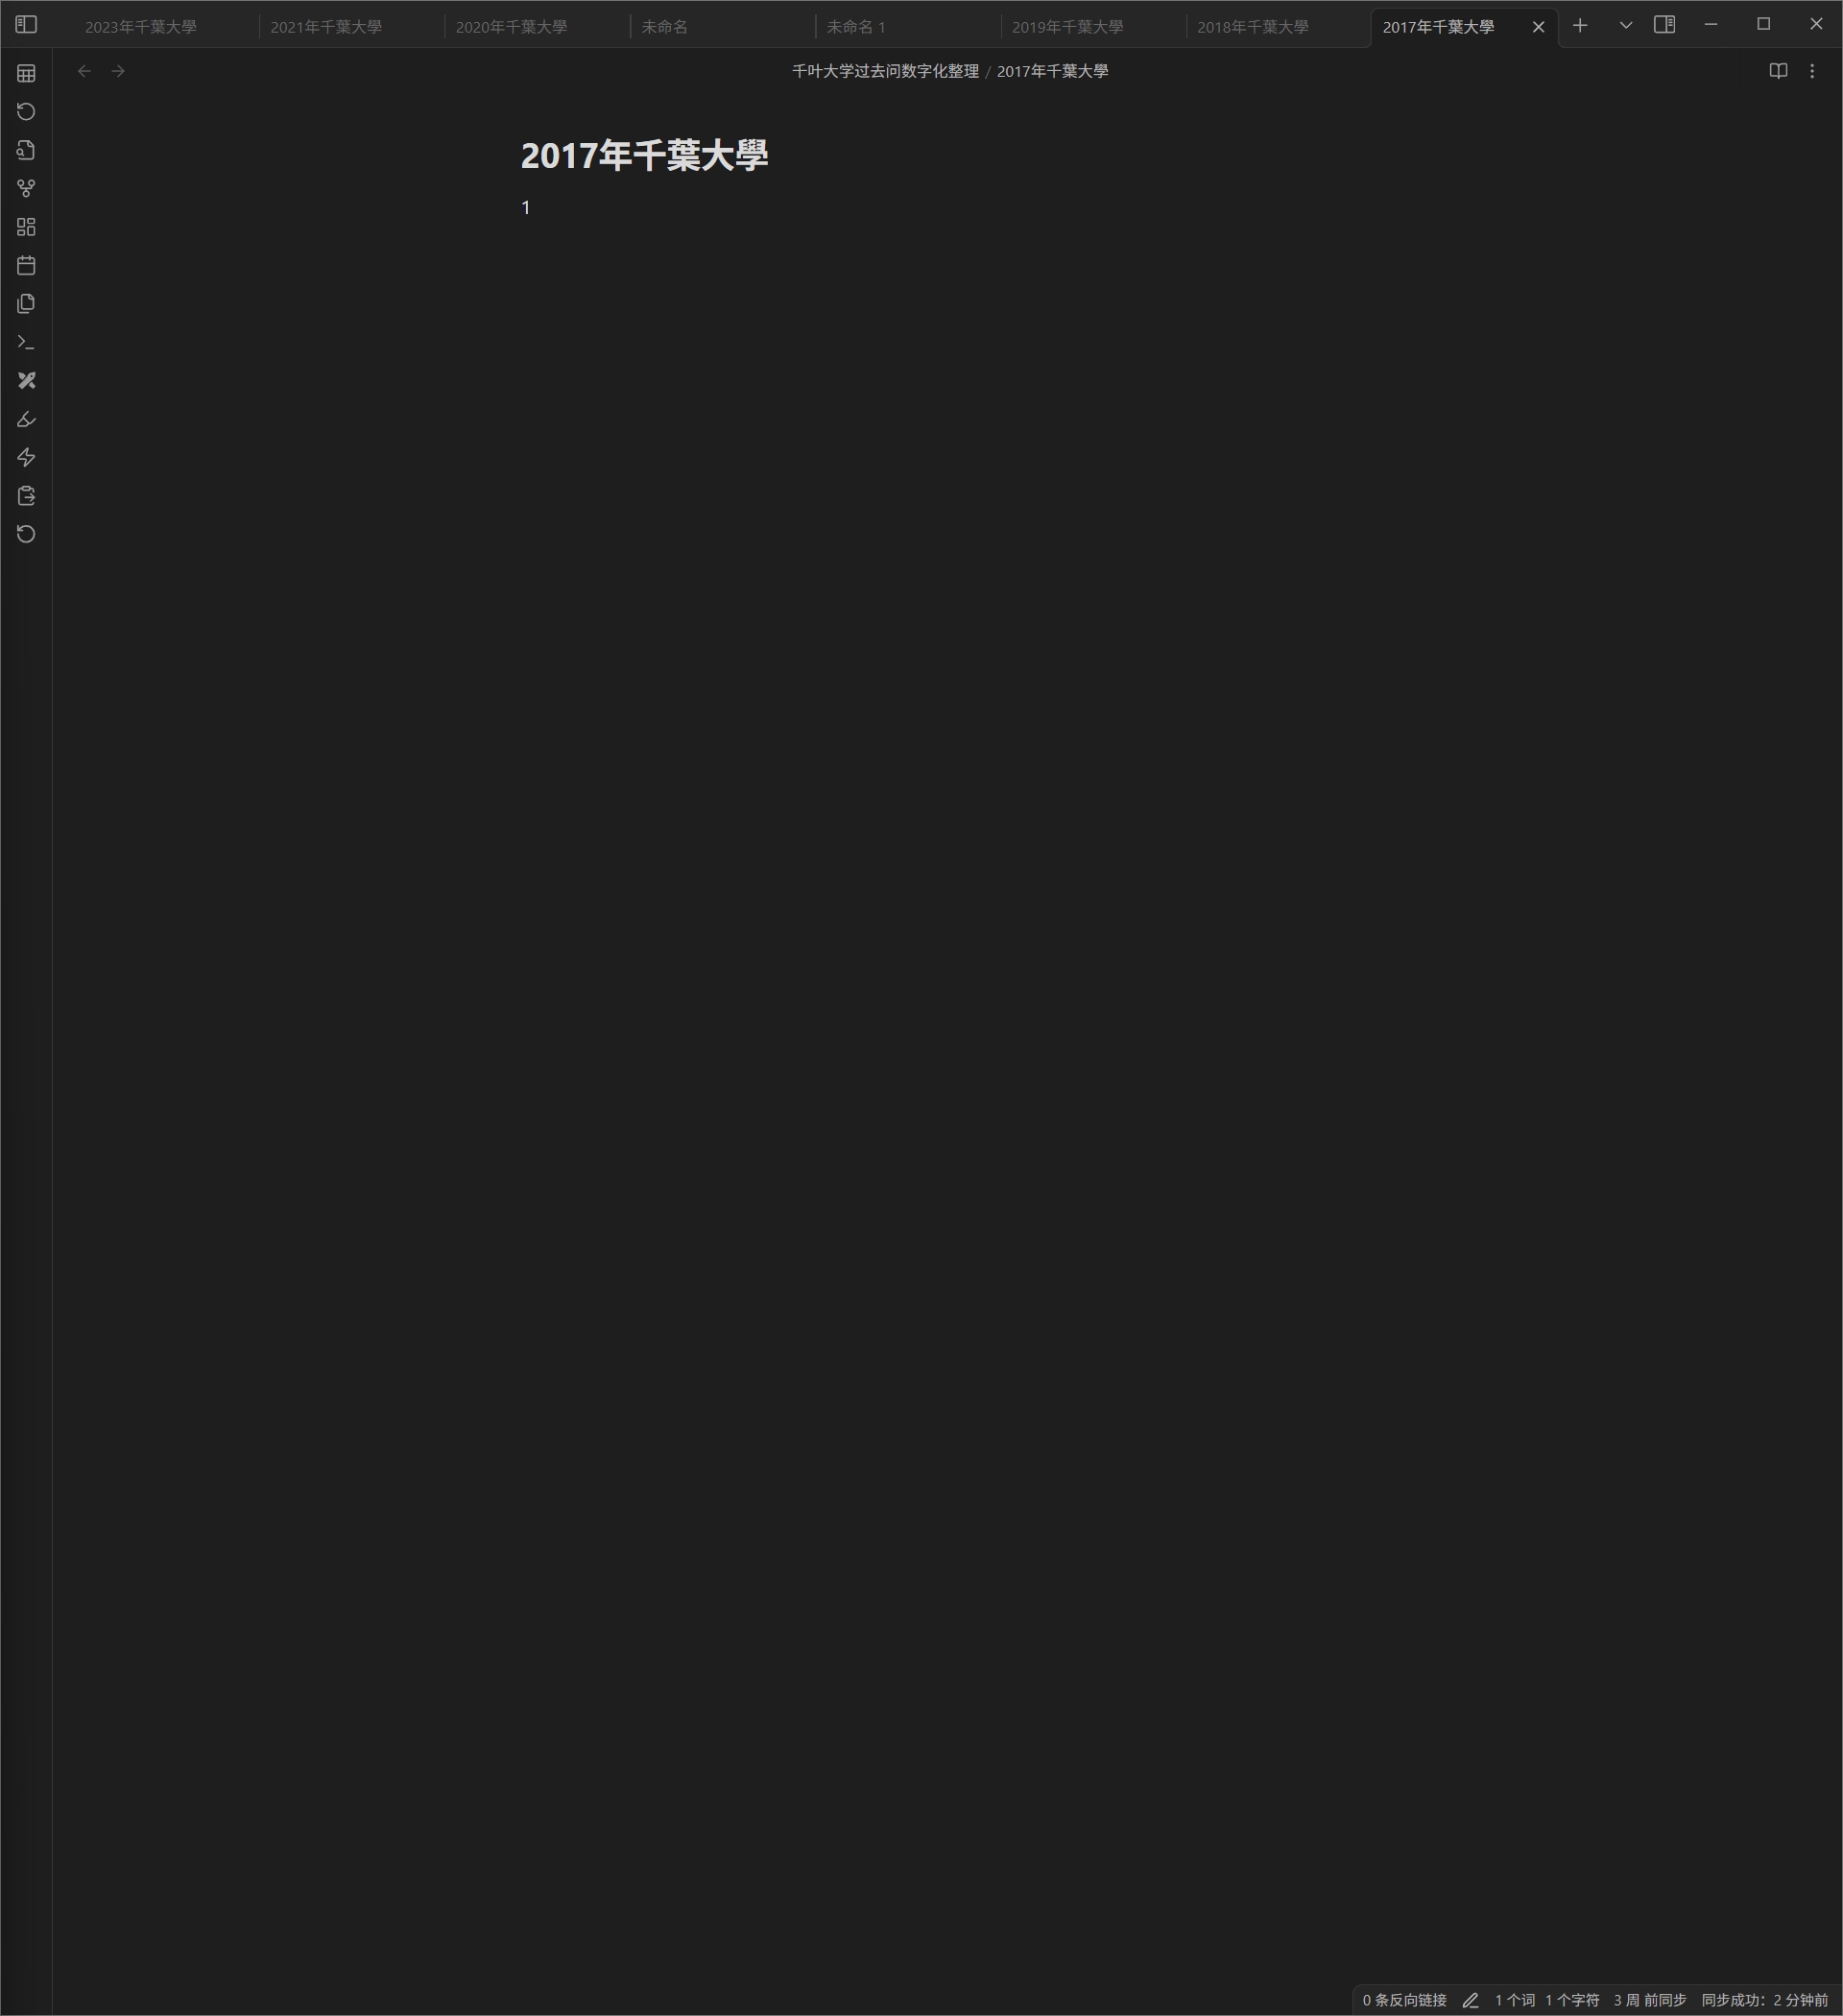 2023年千葉大學
2021年千葉大學
2020年千葉大學
未命名
未命名 1
2019年千葉大學
2018年千葉大學
2017年千葉大學
千叶大学过去问数字化整理 / 2017年千葉大學
2017年千葉大學
1
0 条反向链接 1 个词 1 个字符 3 周 前同步 同步成功：2 分钟前